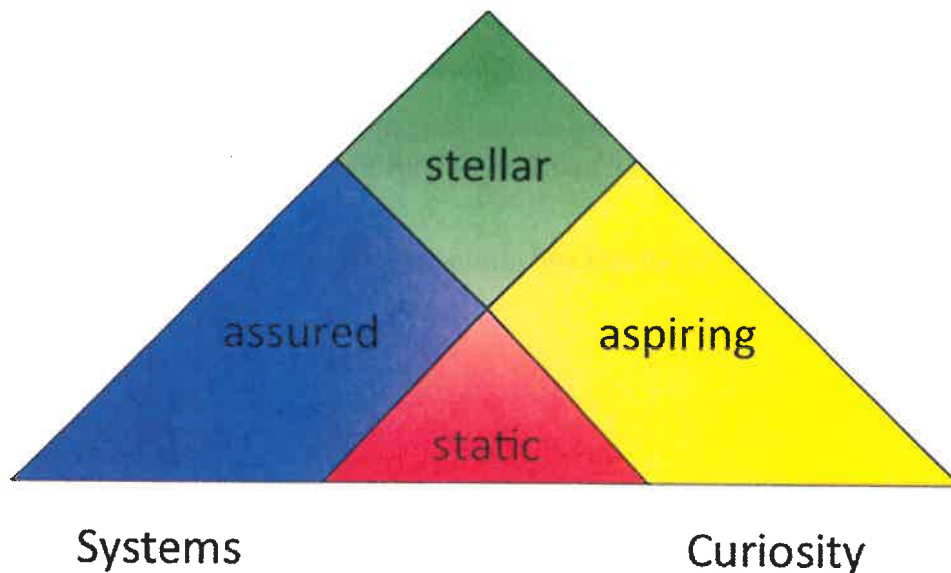 stellar
assured
aspiring
static
Systems
Curiosity